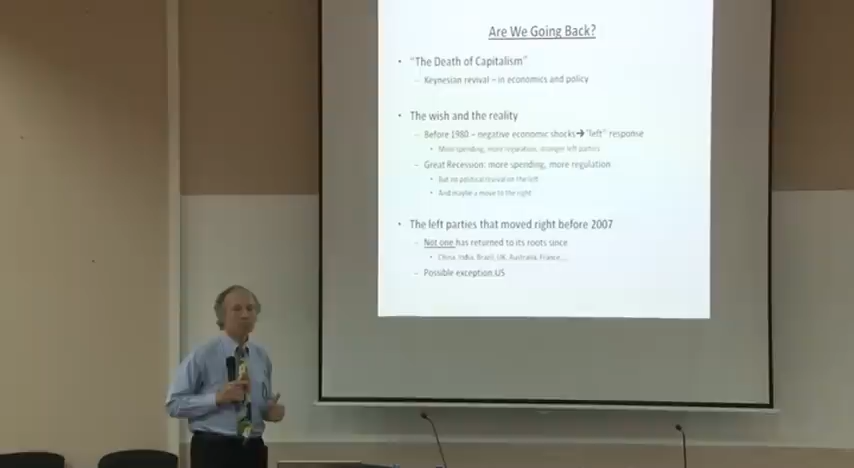 Are We Going Back?
• "The Death of Capitalism"
– Keynesian revival – in economics and policy
• The wish and the reality
– Before 1980 – negative economic shocks➔ "left" response
• More spending, more regulation, stronger left parties
– Great Recession: more spending, more regulation
• But no political revival on the left
• And maybe a move to the right
• The left parties that moved right before 2007
– Not one has returned to its roots since
• China, India, Brazil, UK, Australia, France,...
– Possible exception US